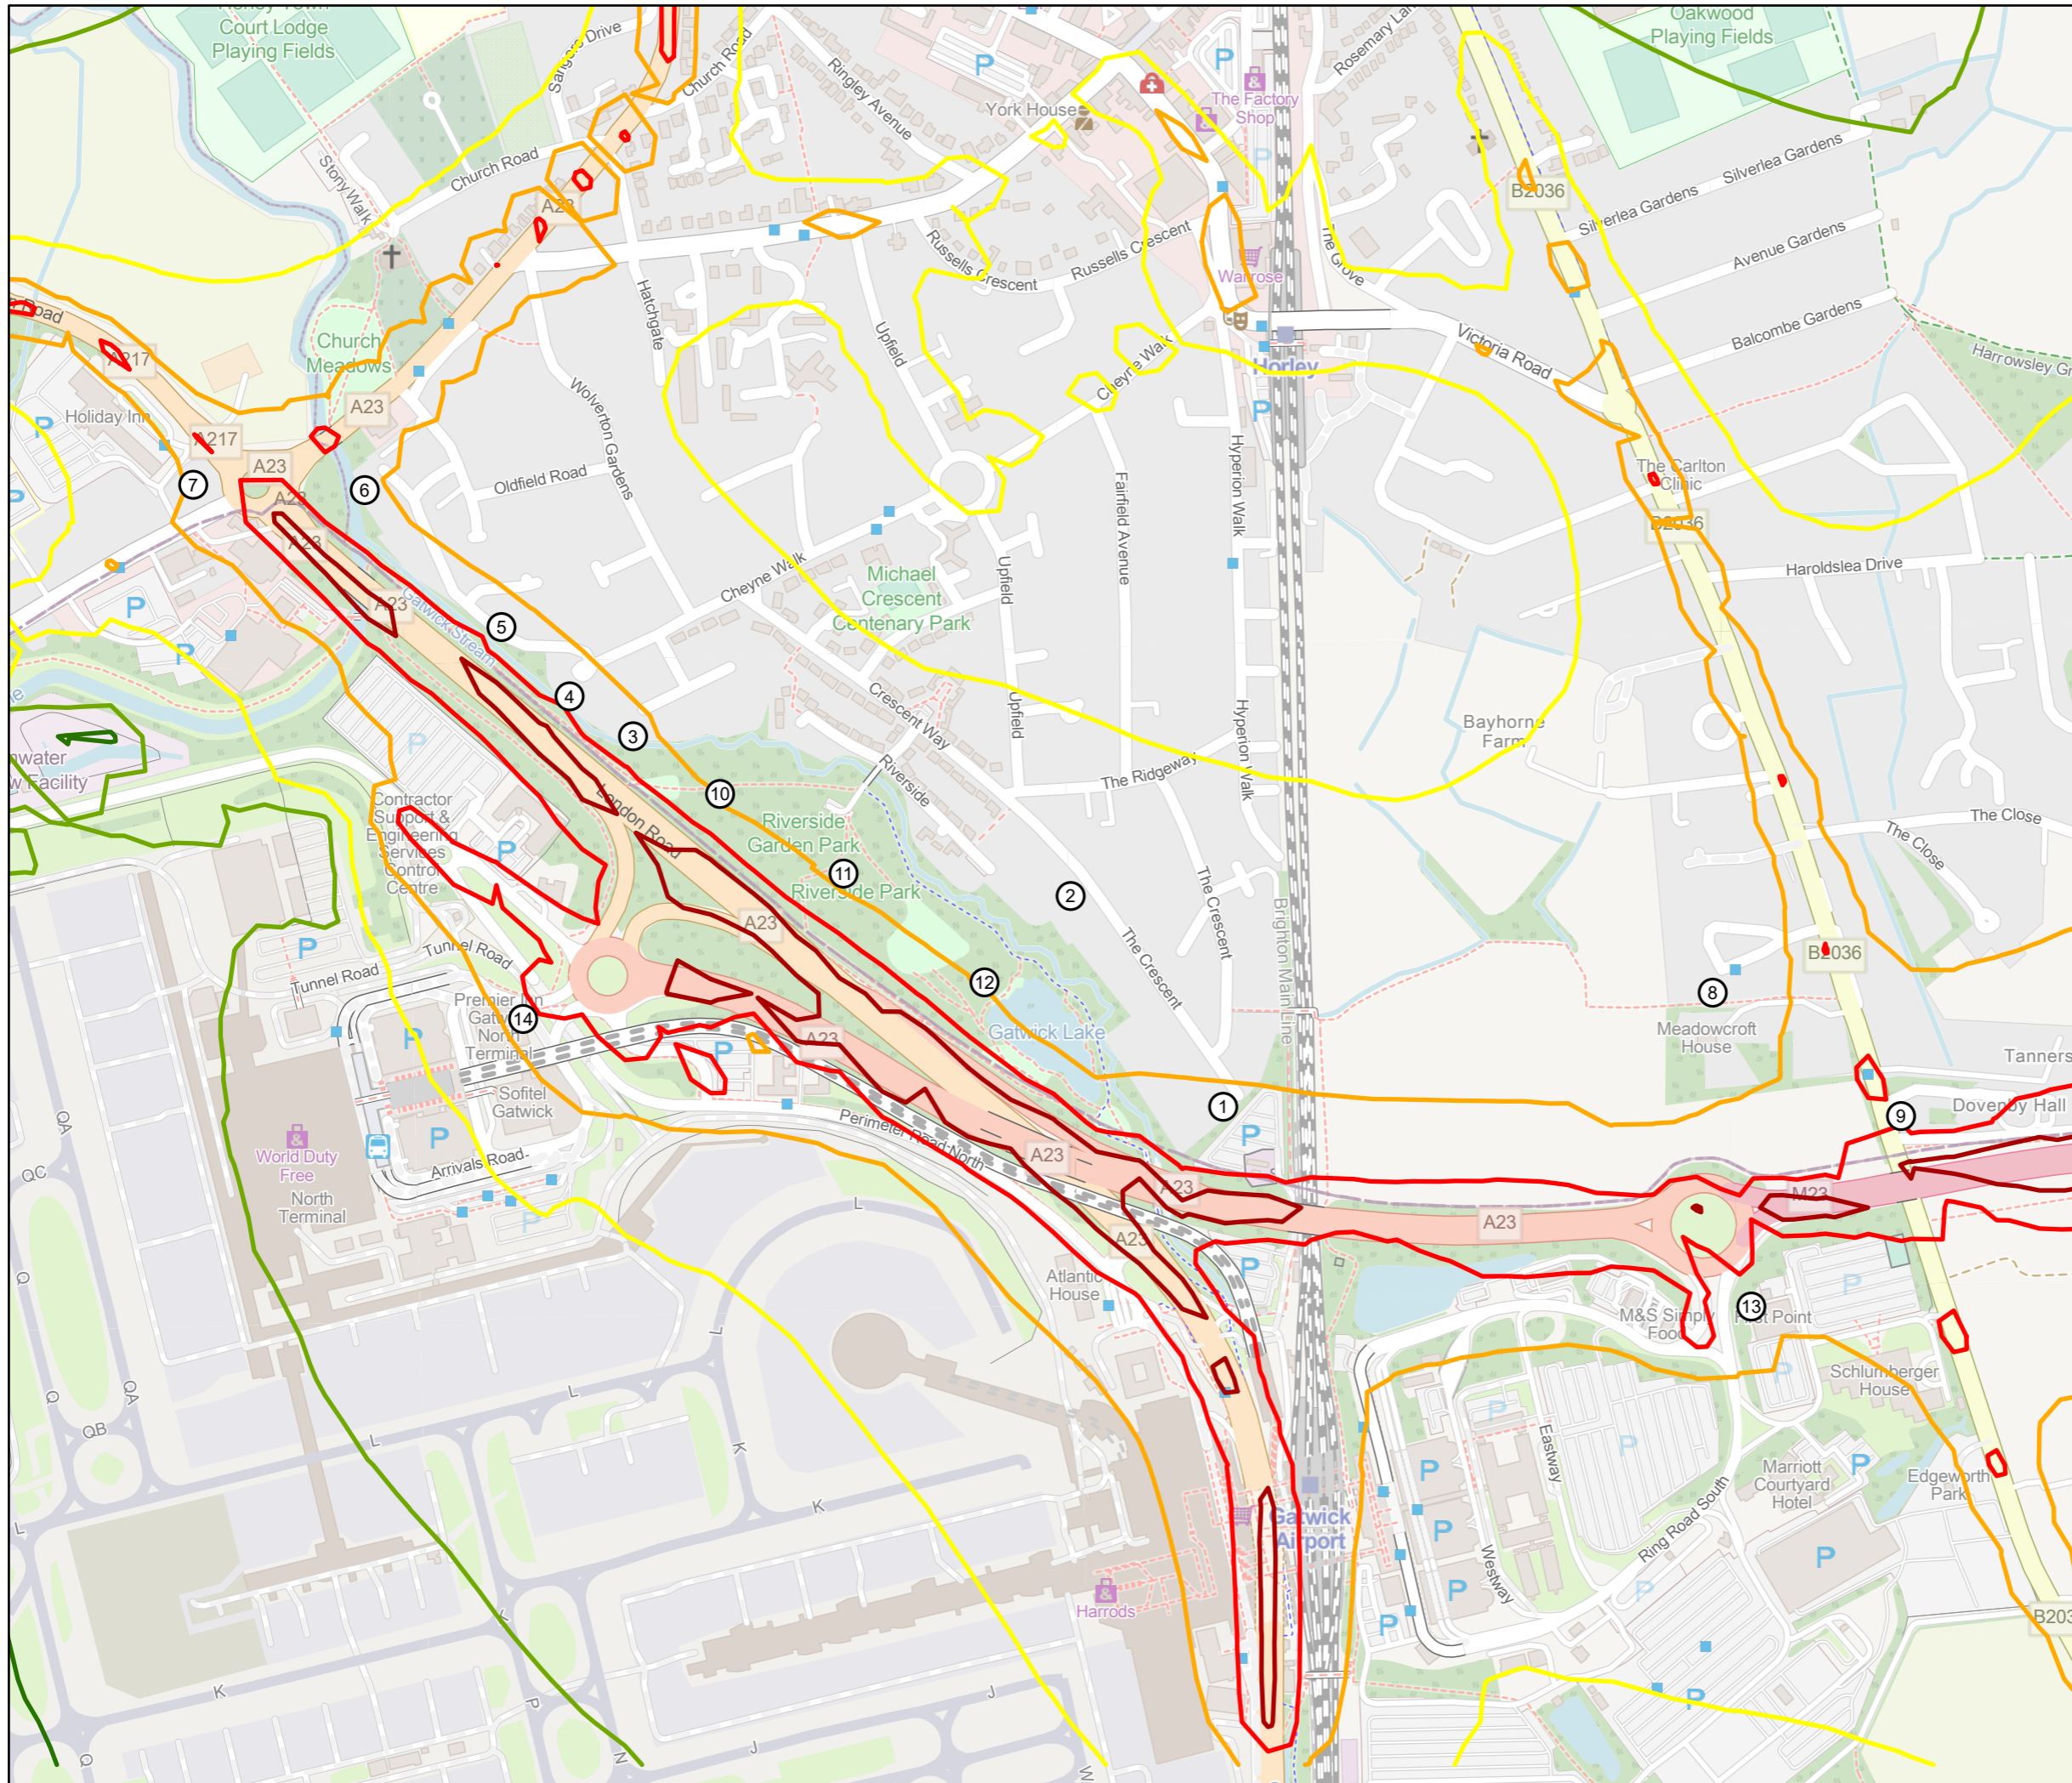 Court Lodge
Playing Fields
Sangers Drive
Church Road
Ringley Avenue
York House
P
P
The Factory
Shop
Rosemary La
Oakwood
Playing Fields
Stony Walk
Church Road
A23
B2036
Silverlea Gardens
Silverlea Gardens
Avenue Gardens
Balcombe Gardens
Harrowsley Gr
Russells Crescent
Russells Crescent
Waitrose
The Grove
Hatchgate
Upfield
Church
Meadows
Road
A217
Holiday Inn
P
A217
A23
A23
A23
A23
A23
Cheyne Walk
Horley
P
Victoria Road
Wolverton Gardens
Oldfield Road
Fairfield Avenue
Hyperion Walk
The Carlton
Clinic
B2036
Haroldslea Drive
7
6
5
4
3
Gatwick Stream
Cheyne Walk
Michael
Crescent
Centenary Park
Upfield
Upfield
Hyperion Walk
Crescent Way
Riverside
The Ridgeway
Bayhorne
Farm
The Close
The Close
P
P
P
nwater
w Facility
Contractor
Support &
Engineering
Services
Control
Centre
P
London Road
10
Riverside
Garden Park
11
Riverside Park
2
The Crescent
The Crescent
Brighton Main Line
12
Gatwick Lake
A23
B2036
8
Meadowcroft
House
Tanners
Dovenby Hall
9
P
Tunnel Road
Tunnel Road
Premier Inn
Gatwick
North
Terminal
14
P
Sofitel
Gatwick
P
A23
Perimeter Road North
1
P
A23
A23
A23
A23
M23
World Duty
Free
P
Arrivals Road
North
Terminal
P
QA
QC
Q
Q
QA
QB
L
L
L
L
L
K
K
Atlantic
House
P
M&S Simply
Food
13
First Point
P
P
Schlumberger
House
Eastway
Westway
P
P
P
P
P
P
Marriott
Courtyard
Hotel
P
Edgeworth
Park
Ring Road South
P
P
P
Gatwick
Airport
Harrods
B203
K
L
P
N
J
J
W
Q